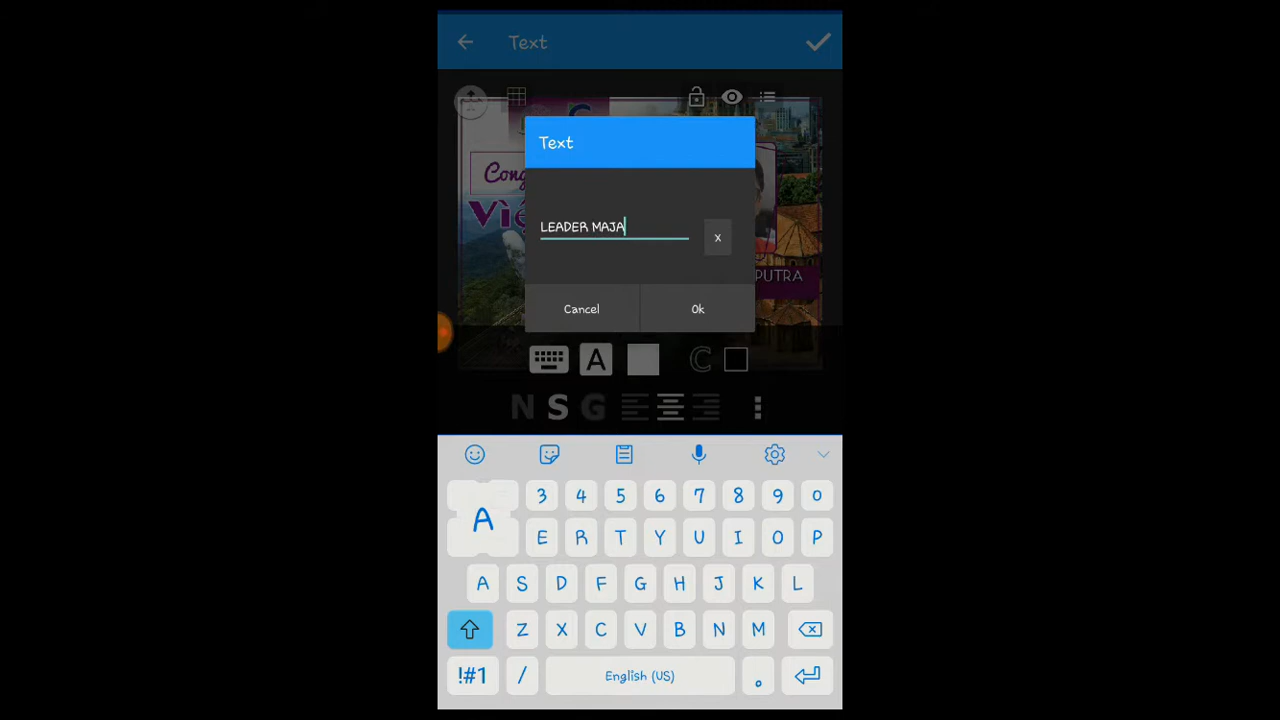 Text
Cong
Viê
PUTRA
Text
LEADER MAJA
x
Cancel
Ok
A
C
N S G
A
3 4 5 6 7 8 9 0
E R T Y U I O P
A S D F G H J K L
Z X C V B N M
!#1 / English (US) .